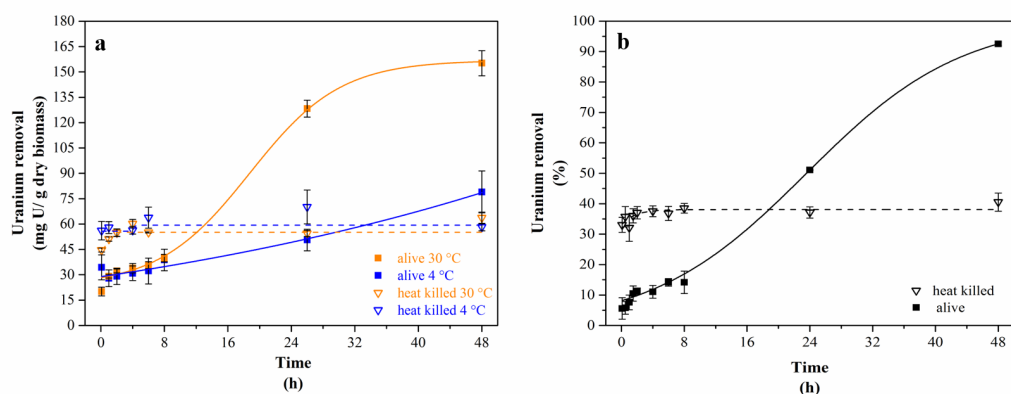 a
180
165
150
135
120
105
90
75
60
45
30
15
0
Uranium removal
(mg U/ g dry biomass)
alive 30 °C
alive 4 °C
heat killed 30 °C
heat killed 4 °C
0 8 16 24 32 40 48
Time
(h)
b
100
90
80
70
60
50
40
30
20
10
0
Uranium removal
(%)
heat killed
alive
0 8 16 24 32 40 48
Time
(h)